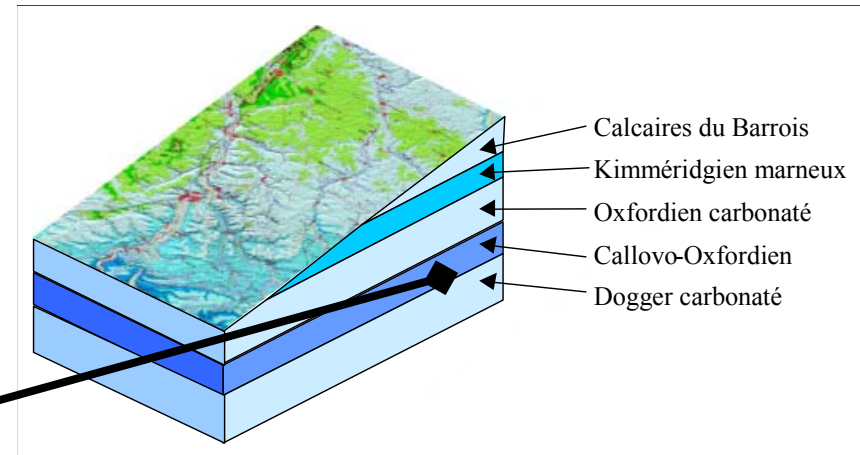 Calcaires du Barrois
Kimméridgien marneux
Oxfordien carbonaté
Callovo-Oxfordien
Dogger carbonaté